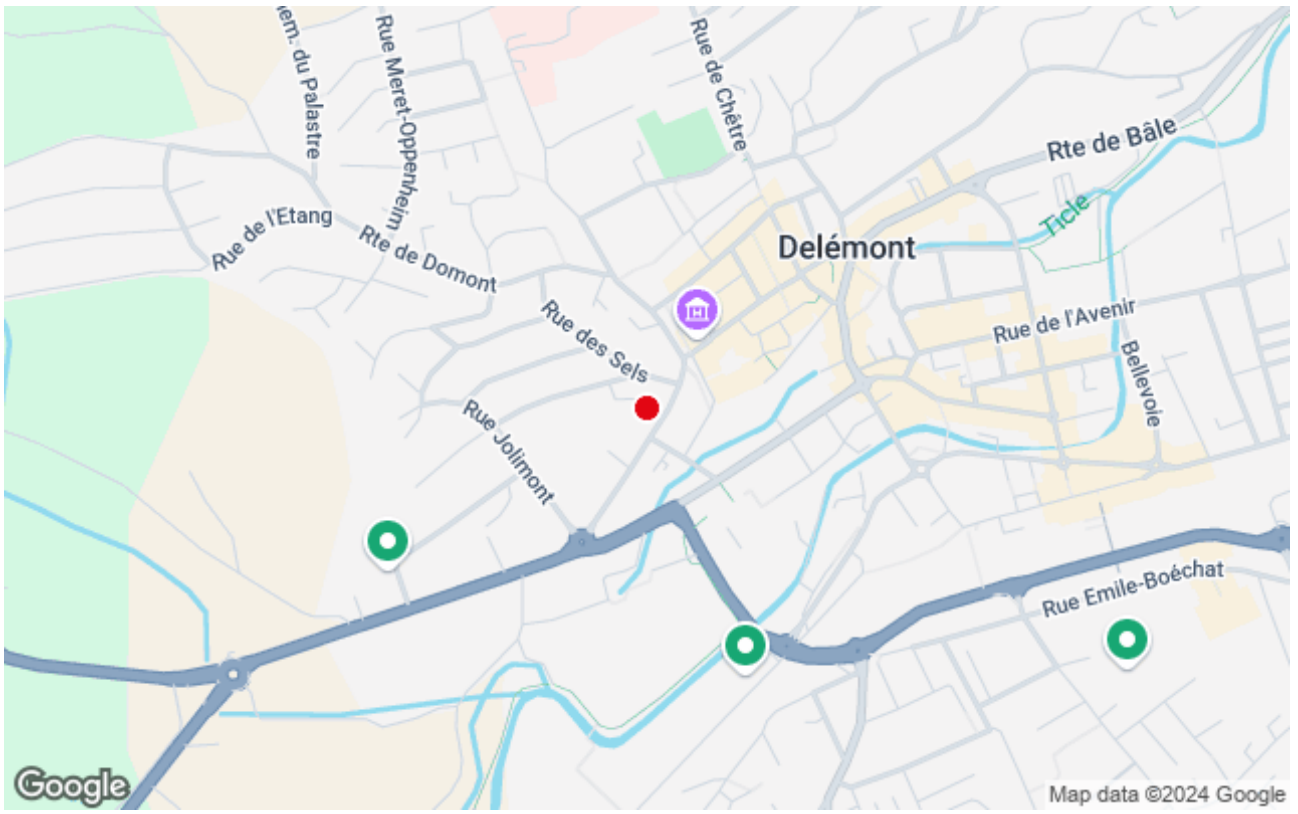 hem. du Palastre
Rue Meret-Oppenheim
Rue de Chêtre
Rte de Bâle
Rue de l'Etang
Rte de Domont
Delémont
Ticle
Rue des Sels
Rue de l'Avenir
Bellevoie
Rue Jolimont
Rue Emile-Boéchat
Google
Map data ©2024 Google